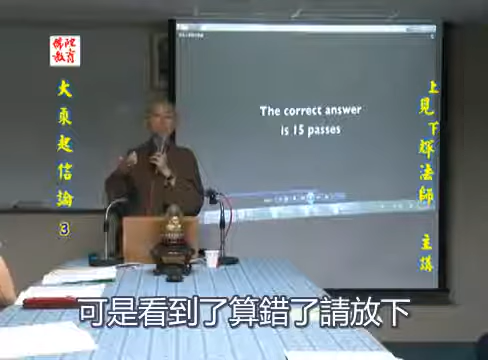 佛陀
教育
大乘起信論
3
The correct answer
is 15 passes
上見下輝法師 主講
可是看到了算錯了請放下